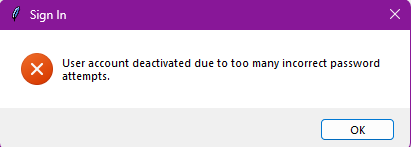 Sign In
User account deactivated due to too many incorrect password
attempts.
OK